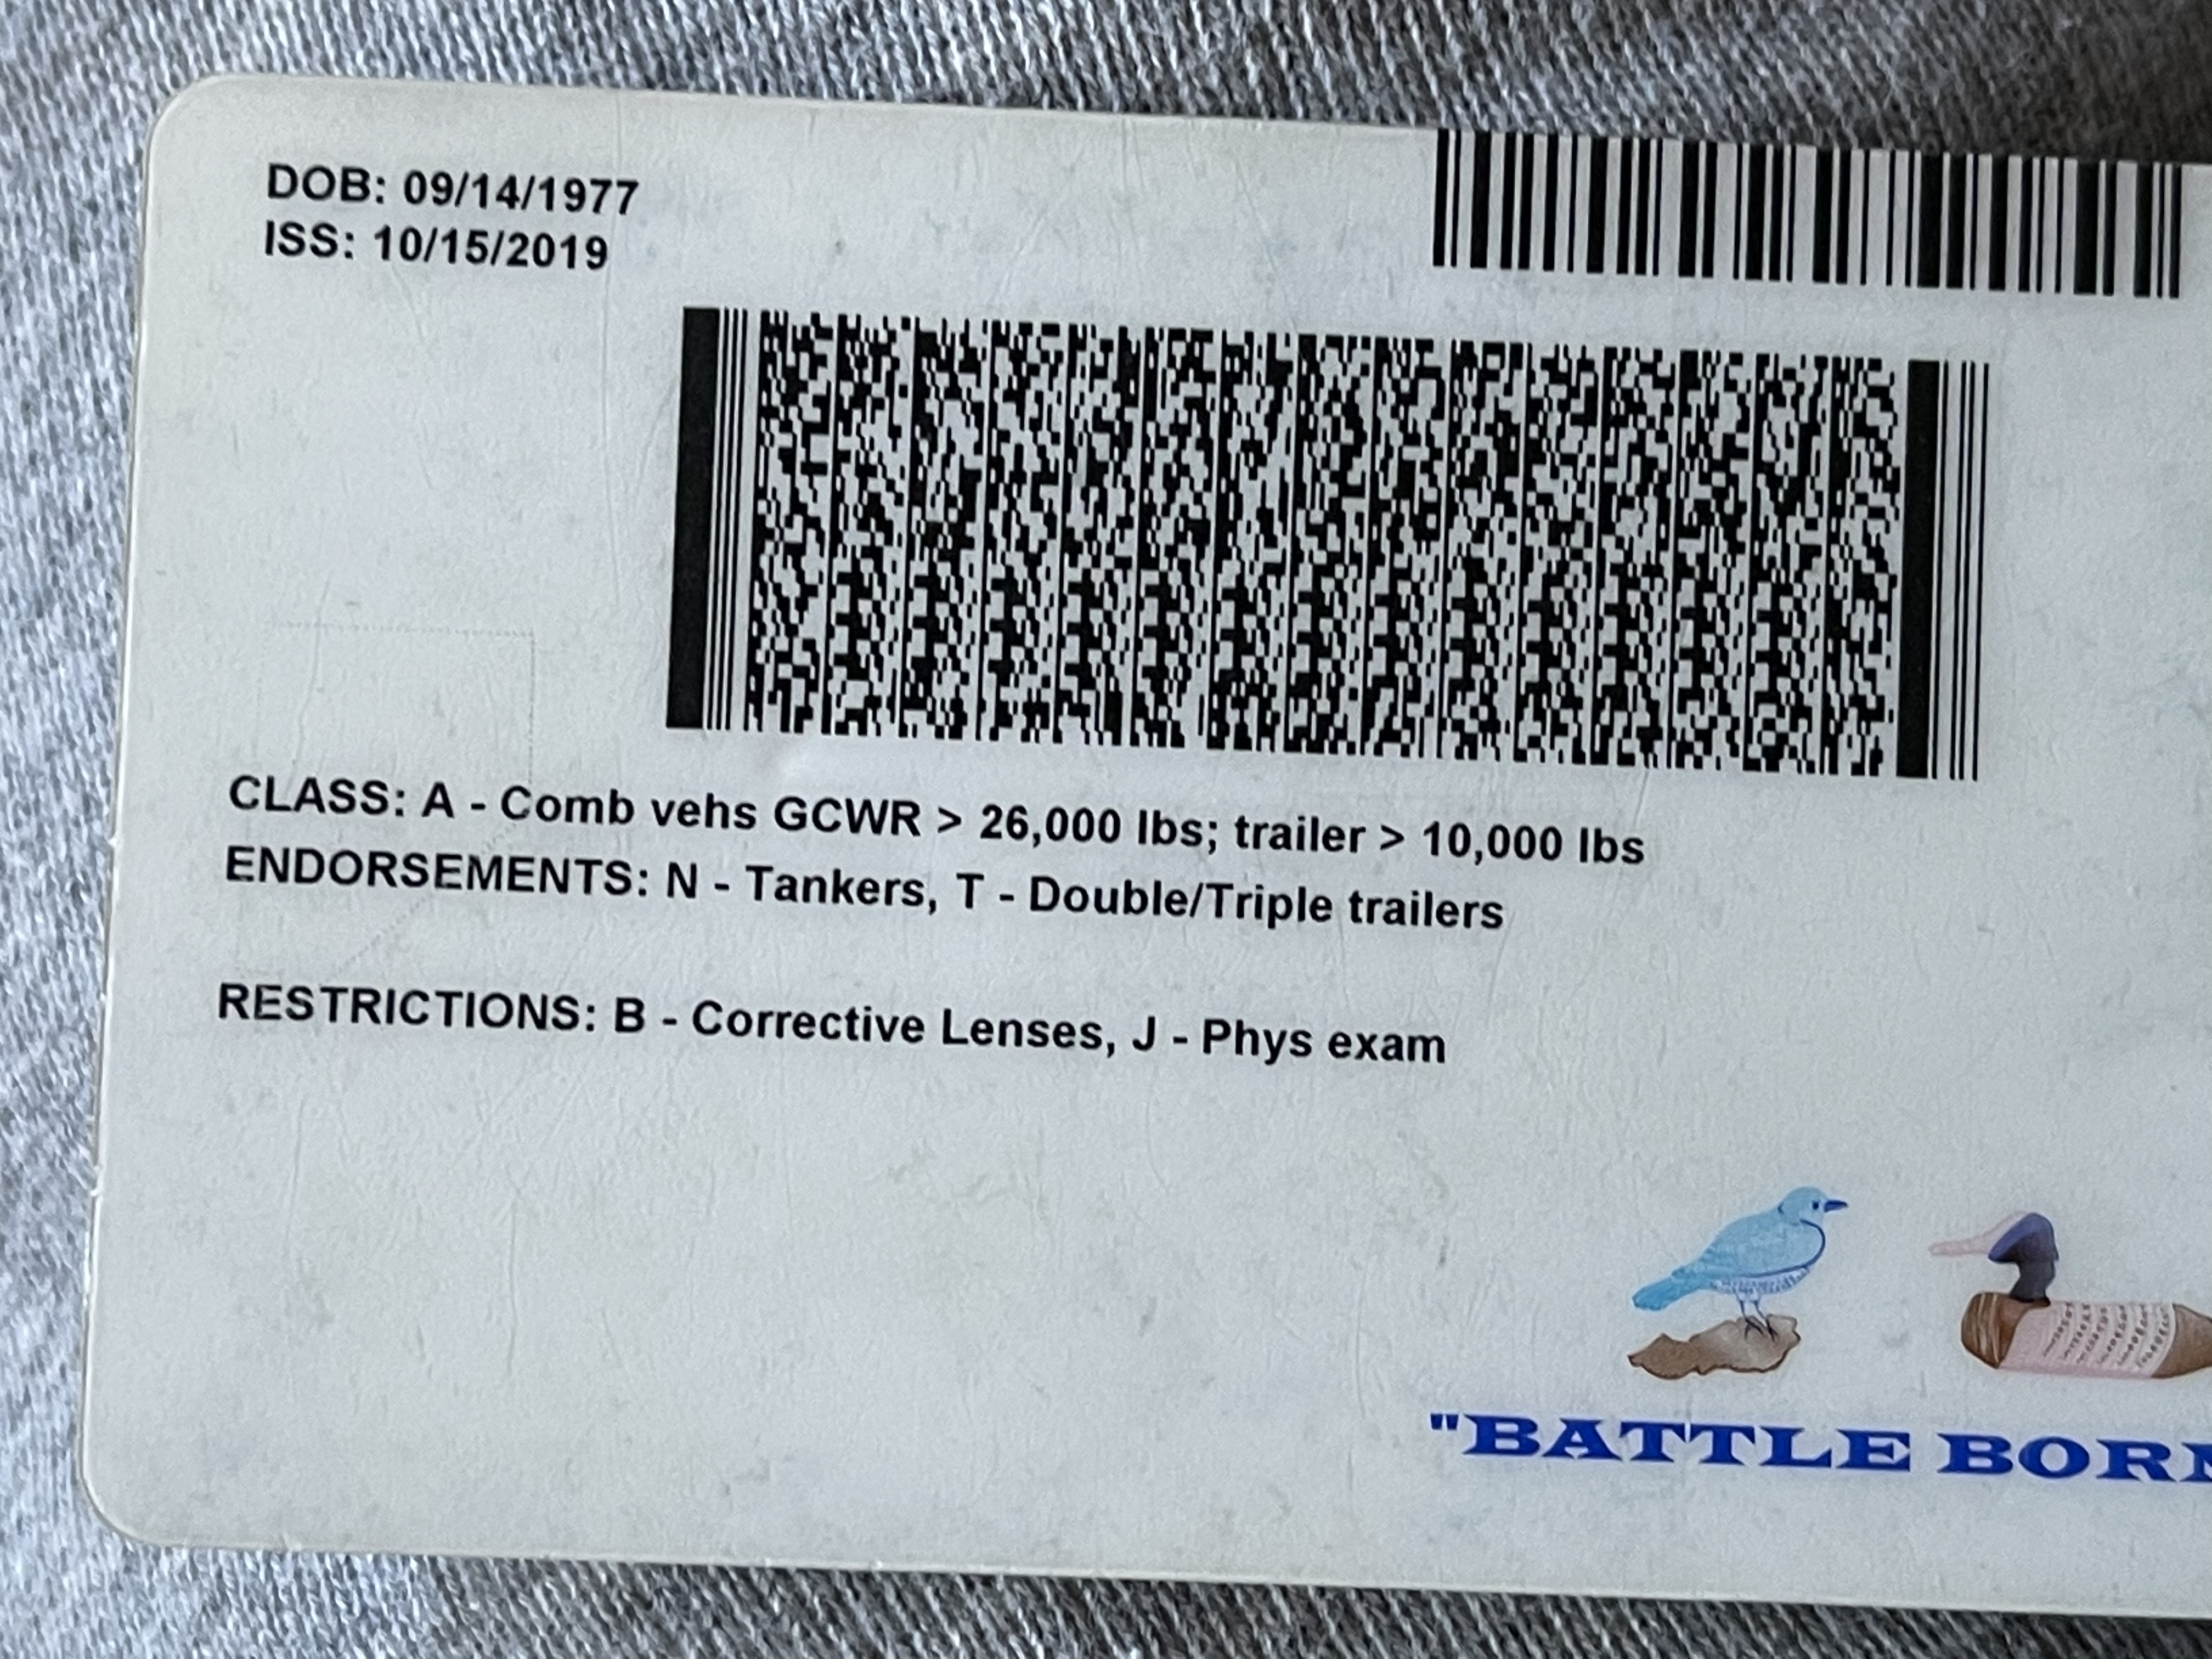 DOB: 09/14/1977
ISS: 10/15/2019
CLASS: A - Comb vehs GCWR > 26,000 lbs; trailer > 10,000 lbs
ENDORSEMENTS: N - Tankers, T - Double/Triple trailers
RESTRICTIONS: B - Corrective Lenses, J - Phys exam
"BATTLE BORN